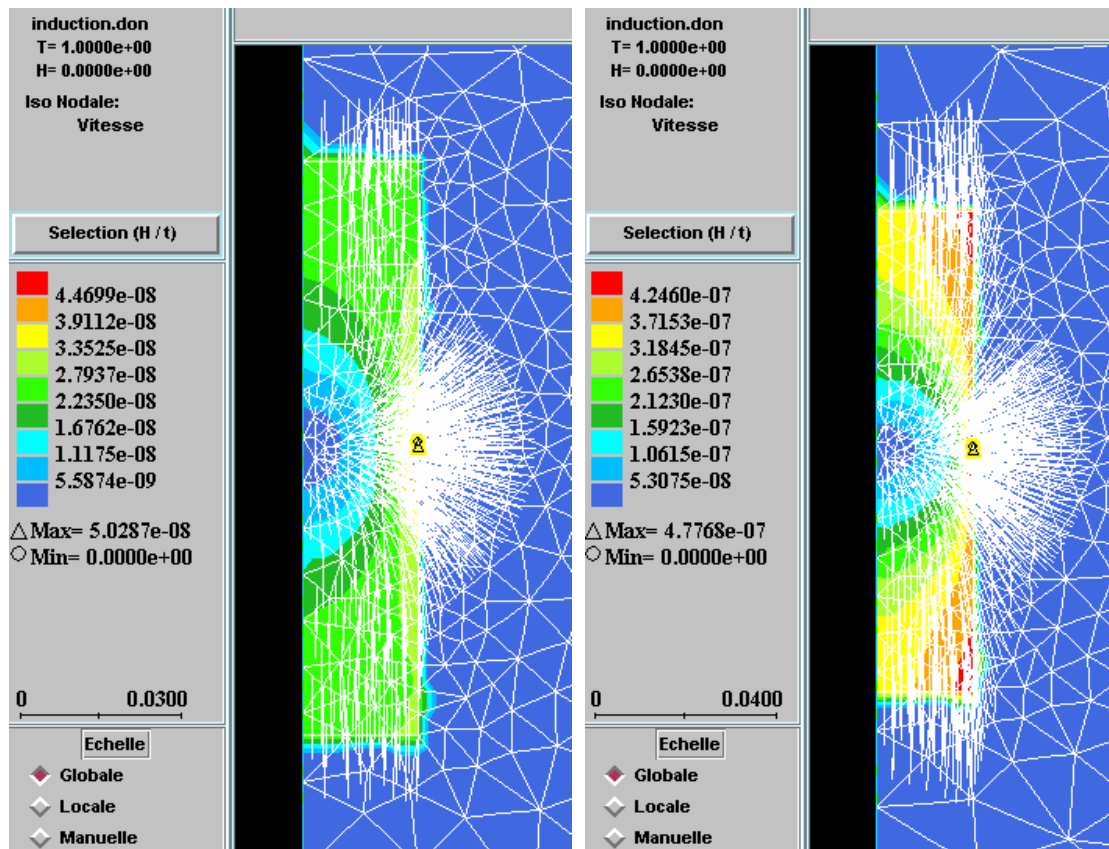 induction.don
T= 1.0000e+00
H= 0.0000e+00
Iso Nodale:
Vitesse
Selection (H / t)
4.4699e-08
3.9112e-08
3.3525e-08
2.7937e-08
2.2350e-08
1.6762e-08
1.1175e-08
5.5874e-09
Max= 5.0287e-08
Min= 0.0000e+00
0 0.0300
Echelle
Globale
Locale
Manuelle
induction.don
T= 1.0000e+00
H= 0.0000e+00
Iso Nodale:
Vitesse
Selection (H / t)
4.2460e-07
3.7153e-07
3.1845e-07
2.6538e-07
2.1230e-07
1.5923e-07
1.0615e-07
5.3075e-08
Max= 4.7768e-07
Min= 0.0000e+00
0 0.0400
Echelle
Globale
Locale
Manuelle